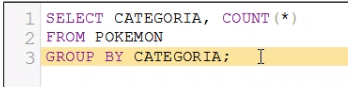 1 SELECT CATEGORIA, COUNT(*)
2 FROM POKEMON
3 GROUP BY CATEGORIA;